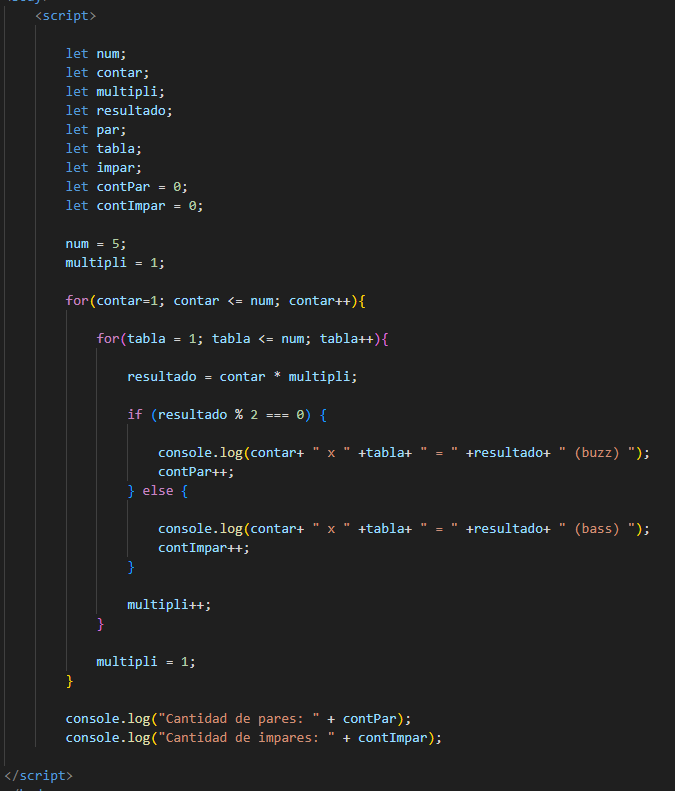 <script>
let num;
let contar;
let multipli;
let resultado;
let par;
let tabla;
let impar;
let contPar = 0;
let contImpar = 0;
num = 5;
multipli = 1;
for(contar=1; contar <= num; contar++){
for(tabla = 1; tabla <= num; tabla++){
resultado = contar * multipli;
if (resultado % 2 === 0) {
console.log(contar+ " x " +tabla+ " = " +resultado+ " (buzz) ");
contPar++;
} else {
console.log(contar+ " x " +tabla+ " = " +resultado+ " (bass) ");
contImpar++;
}
multipli++;
}
multipli = 1;
}
console.log("Cantidad de pares: " + contPar);
console.log("Cantidad de impares: " + contImpar);
</script>